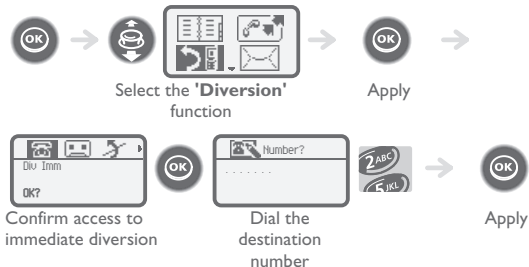 OK
OK
Select the 'Diversion'
function
Apply
Div Imm
OK?
OK
Number?
.......
2ABC
5JKL
OK
Confirm access to
immediate diversion
Dial the
destination
number
Apply